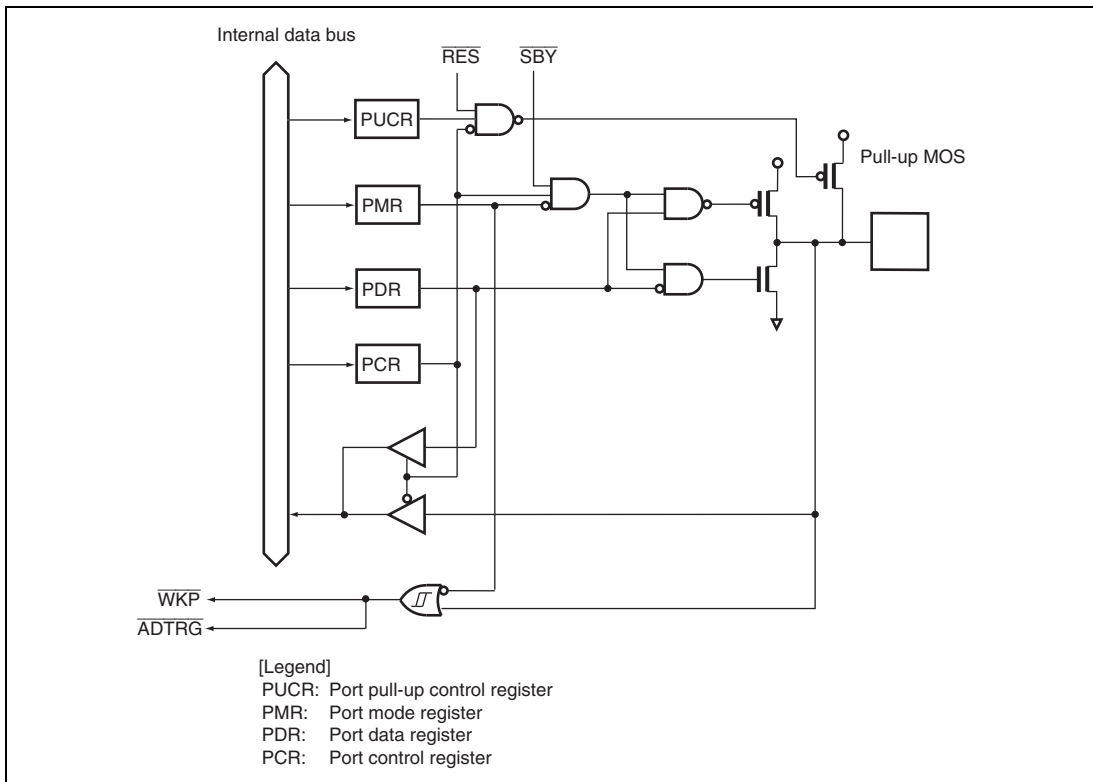 Internal data bus
RES SBY
PUCR
Pull-up MOS
PMR
PDR
PCR
WKP
ADTRG
[Legend]
PUCR: Port pull-up control register
PMR: Port mode register
PDR: Port data register
PCR: Port control register